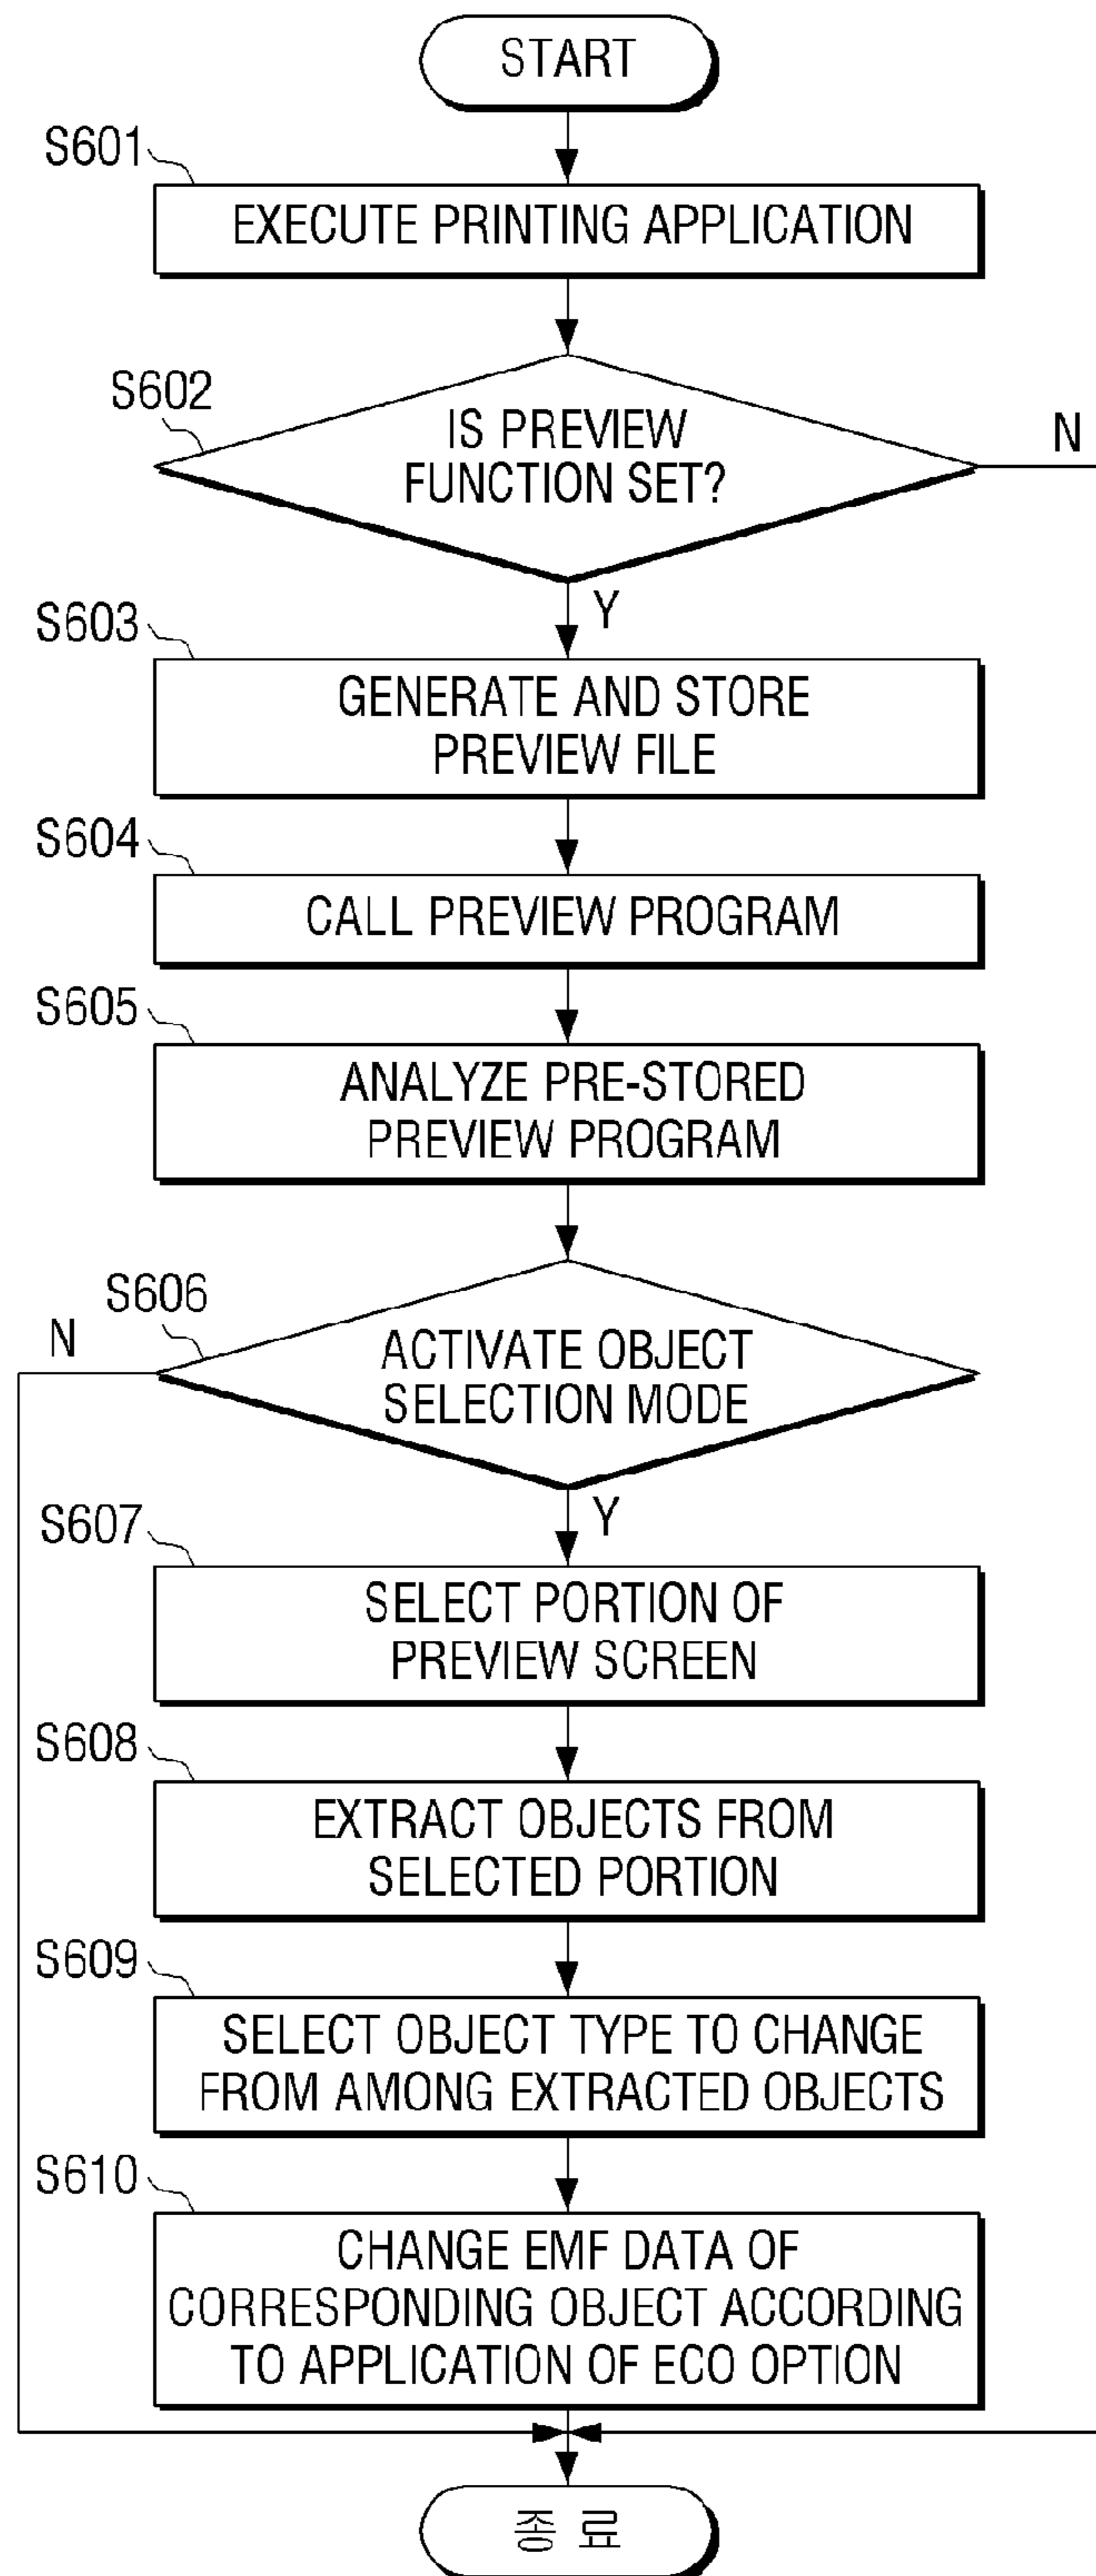 START
S601
EXECUTE PRINTING APPLICATION
S602
IS PREVIEW
FUNCTION SET?
N
Y
S603
GENERATE AND STORE
PREVIEW FILE
S604
CALL PREVIEW PROGRAM
S605
ANALYZE PRE-STORED
PREVIEW PROGRAM
S606
N
ACTIVATE OBJECT
SELECTION MODE
Y
S607
SELECT PORTION OF
PREVIEW SCREEN
S608
EXTRACT OBJECTS FROM
SELECTED PORTION
S609
SELECT OBJECT TYPE TO CHANGE
FROM AMONG EXTRACTED OBJECTS
S610
CHANGE EMF DATA OF
CORRESPONDING OBJECT ACCORDING
TO APPLICATION OF ECO OPTION
종 료